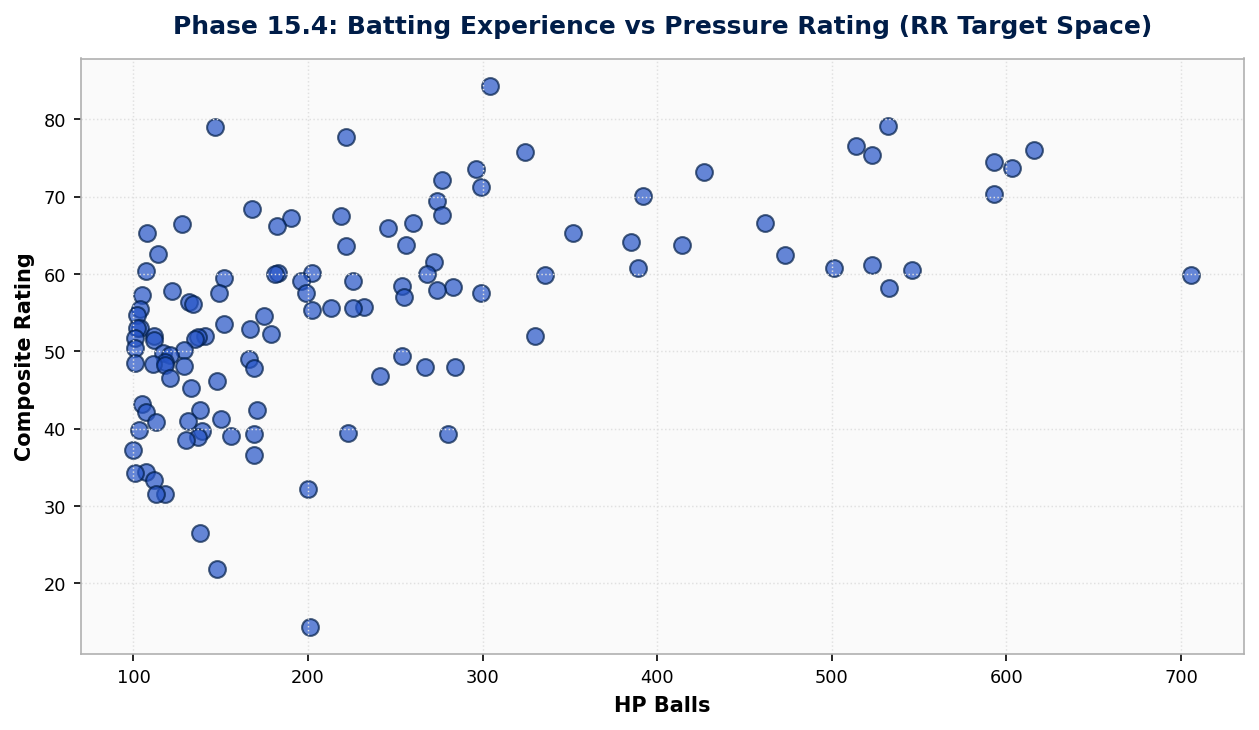 Phase 15.4: Batting Experience vs Pressure Rating (RR Target Space)
80
70
60
50
40
30
20
Composite Rating
100 200 300 400 500 600 700
HP Balls